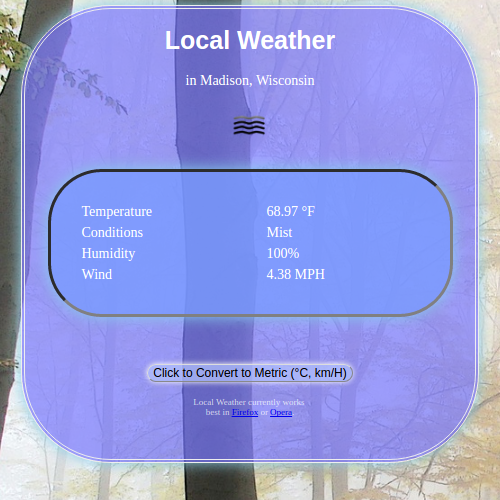 Local Weather
in Madison, Wisconsin
Temperature 68.97 °F
Conditions Mist
Humidity 100%
Wind 4.38 MPH
Click to Convert to Metric (°C, km/H)
Local Weather currently works
best in Firefox or Opera.